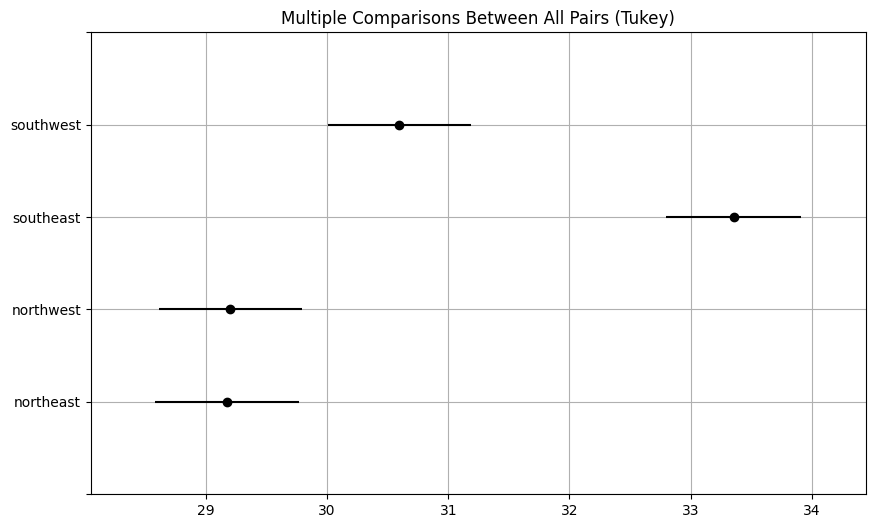 Multiple Comparisons Between All Pairs (Tukey)
southwest
southeast
northwest
northeast
29 30 31 32 33 34